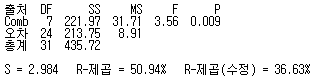 출처 DF SS MS F P
Comb 7 221.97 31.71 3.56 0.009
오차 24 213.75 8.91
총계 31 435.72
S = 2.984 R-제곱 = 50.94% R-제곱(수정) = 36.63%